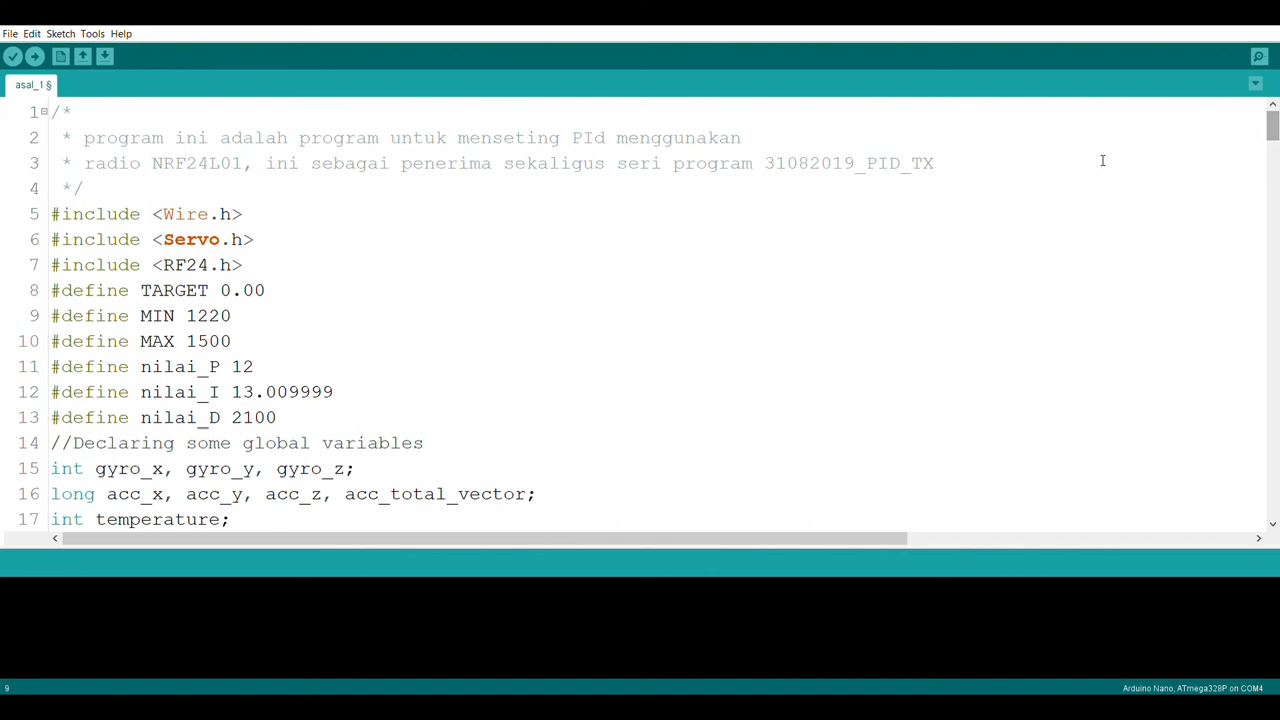 File Edit Sketch Tools Help
asal_1 §
1 /*
2 * program ini adalah program untuk menseting PId menggunakan
3 * radio NRF24L01, ini sebagai penerima sekaligus seri program 31082019_PID_TX
4 */
5 #include <Wire.h>
6 #include <Servo.h>
7 #include <RF24.h>
8 #define TARGET 0.00
9 #define MIN 1220
10 #define MAX 1500
11 #define nilai_P 12
12 #define nilai_I 13.009999
13 #define nilai_D 2100
14 //Declaring some global variables
15 int gyro_x, gyro_y, gyro_z;
16 long acc_x, acc_y, acc_z, acc_total_vector;
17 int temperature;
9 Arduino Nano, ATmega328P on COM4